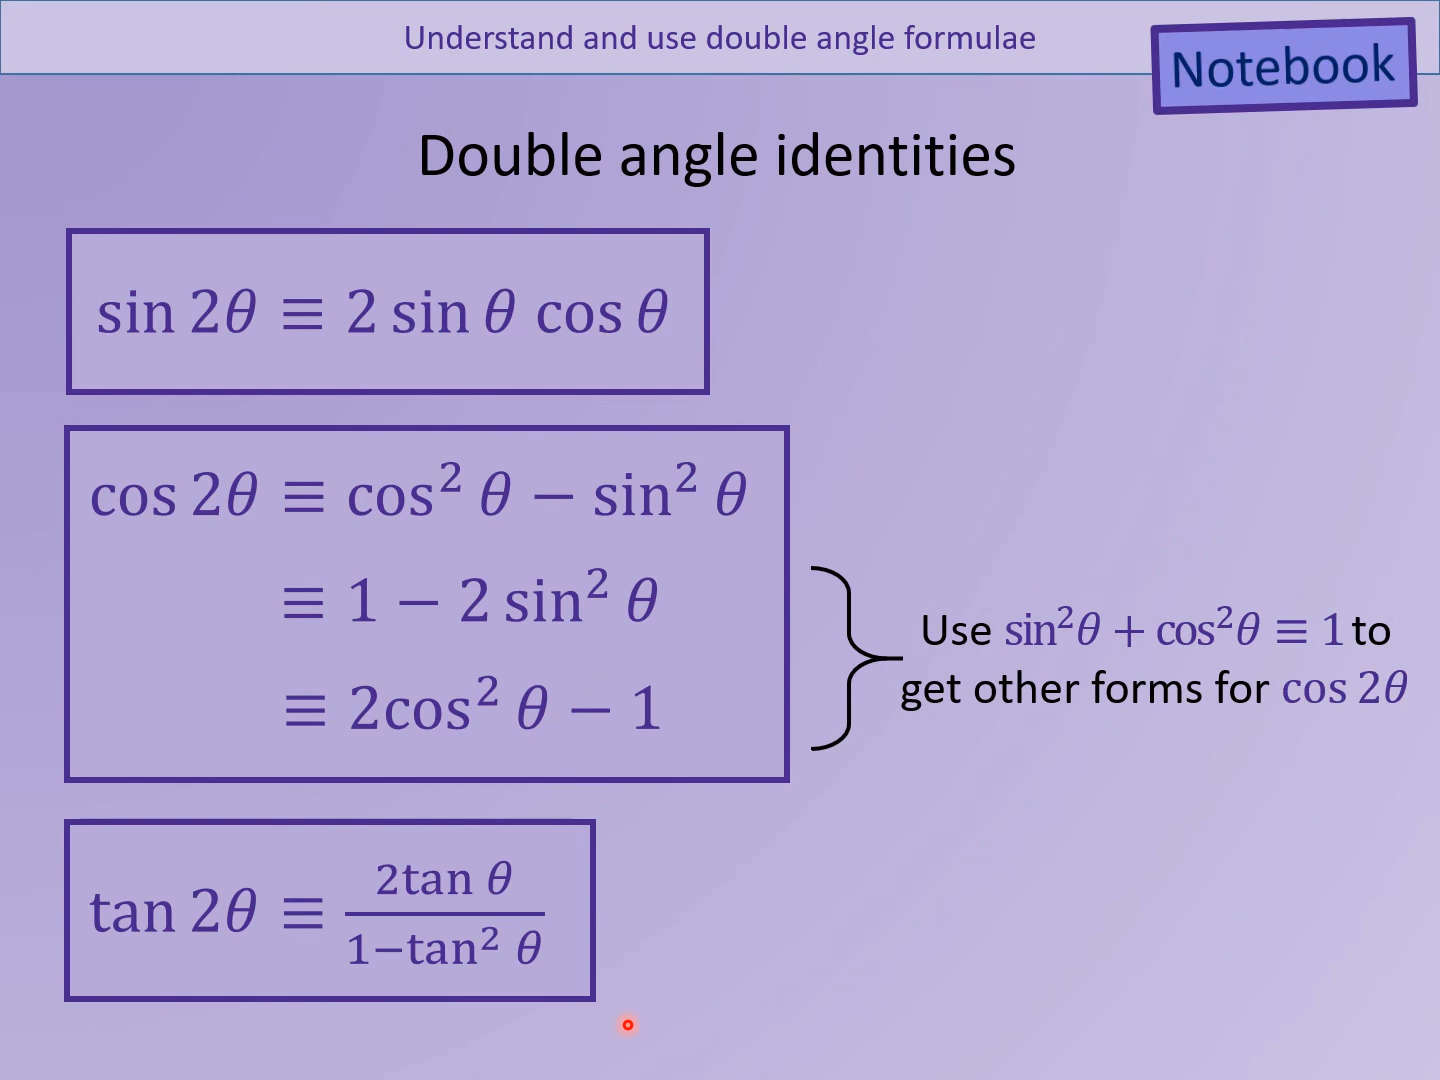 Understand and use double angle formulae
Notebook
Double angle identities
sin 2θ ≡ 2 sin θ cos θ
cos 2θ ≡ cos² θ − sin² θ
≡ 1 − 2 sin² θ
≡ 2cos² θ − 1
Use sin²θ + cos²θ ≡ 1 to
get other forms for cos 2θ
tan 2θ ≡ 2tan θ / 1−tan² θ